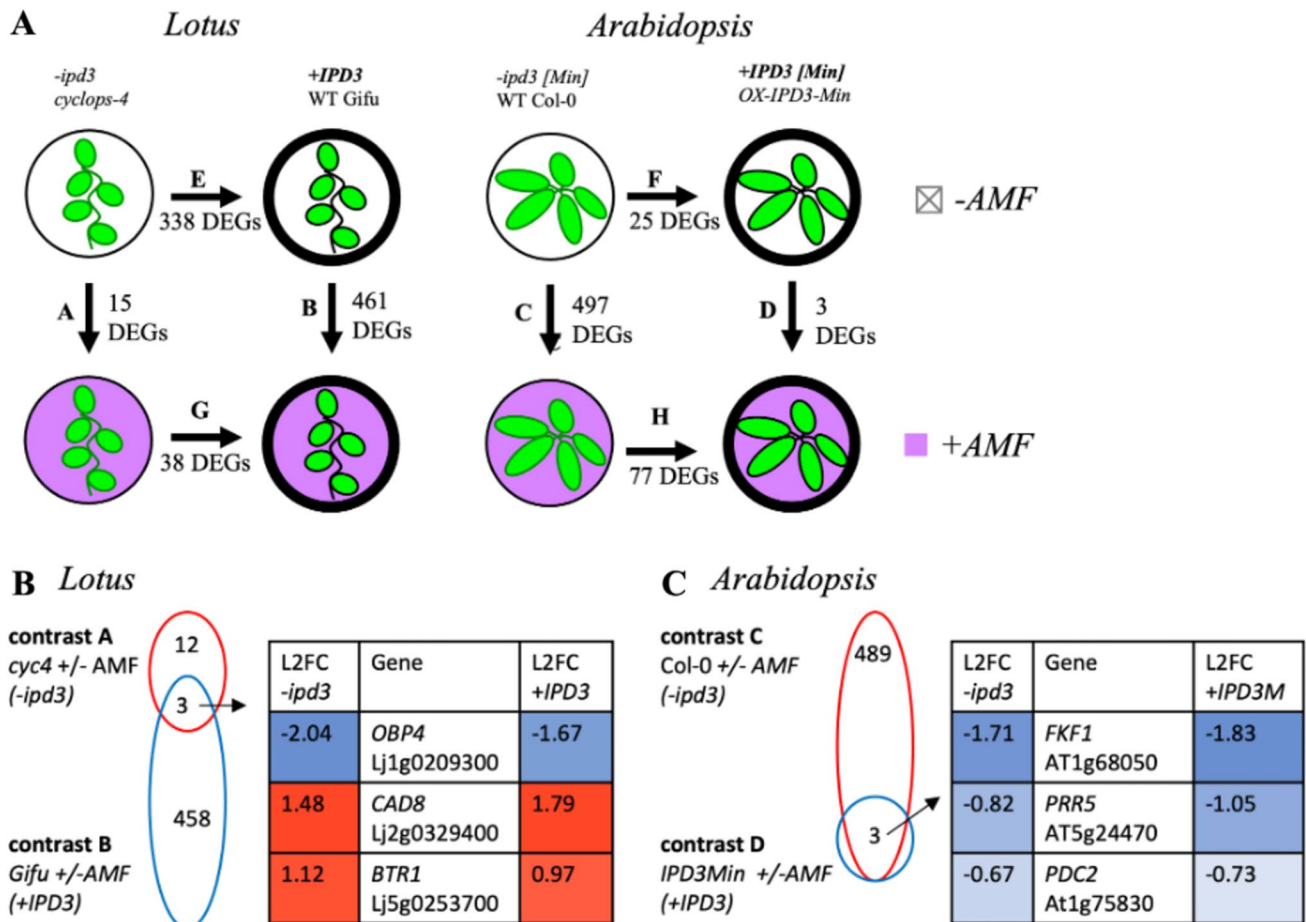 A
Lotus
Arabidopsis
-ipd3
cyclops-4
+IPD3
WT Gifu
-ipd3 [Min]
WT Col-0
+IPD3 [Min]
OX-IPD3-Min
E
338 DEGs
F
25 DEGs
-AMF
A
15
DEGs
B
461
DEGs
C
497
DEGs
D
3
DEGs
G
38 DEGs
H
77 DEGs
+AMF
B Lotus
contrast A
cyc4 +/- AMF
(-ipd3)
12
3
458
contrast B
Gifu +/-AMF
(+IPD3)
L2FC
-ipd3
Gene
L2FC
+IPD3
-2.04
OBP4
Lj1g0209300
-1.67
1.48
CAD8
Lj2g0329400
1.79
1.12
BTR1
Lj5g0253700
0.97
C Arabidopsis
contrast C
Col-0 +/- AMF
(-ipd3)
489
3
contrast D
IPD3Min +/-AMF
(+IPD3)
L2FC
-ipd3
Gene
L2FC
+IPD3M
-1.71
FKF1
AT1g68050
-1.83
-0.82
PRR5
AT5g24470
-1.05
-0.67
PDC2
At1g75830
-0.73